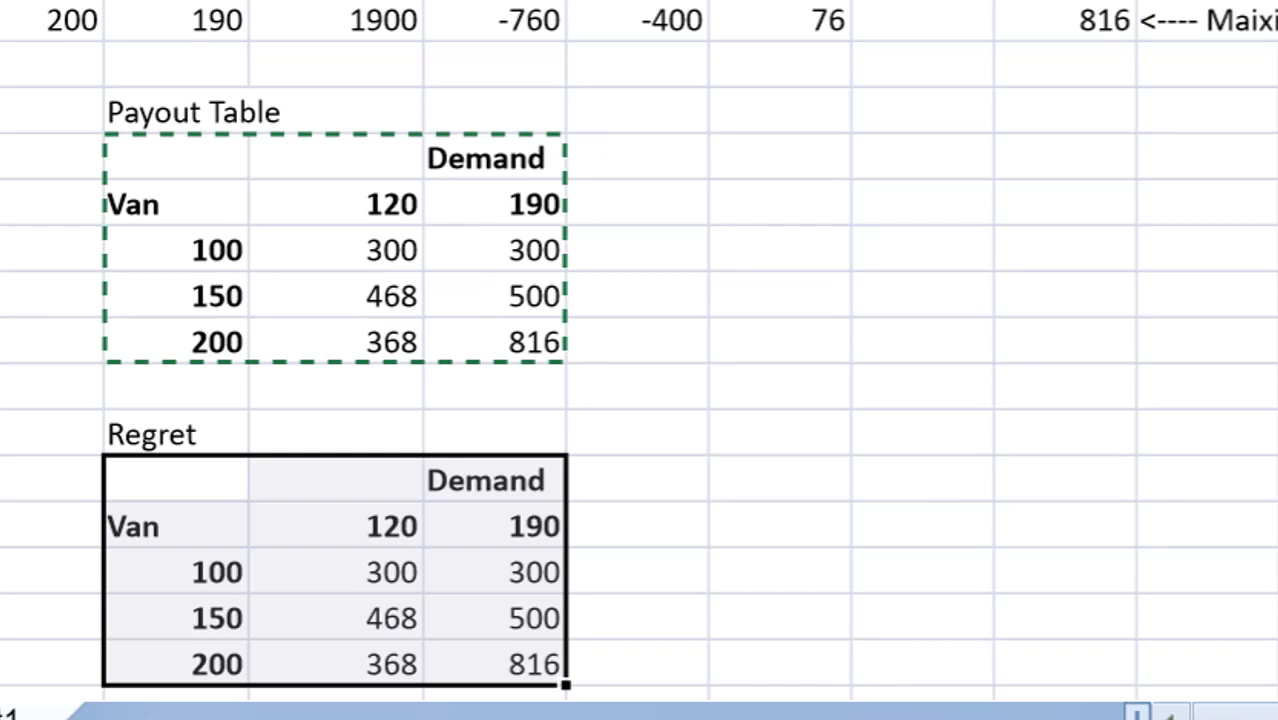 200 190 1900 -760 -400 76 816 <---- Maixi
Payout Table
Demand
Van 120 190
100 300 300
150 468 500
200 368 816
Regret
Demand
Van 120 190
100 300 300
150 468 500
200 368 816